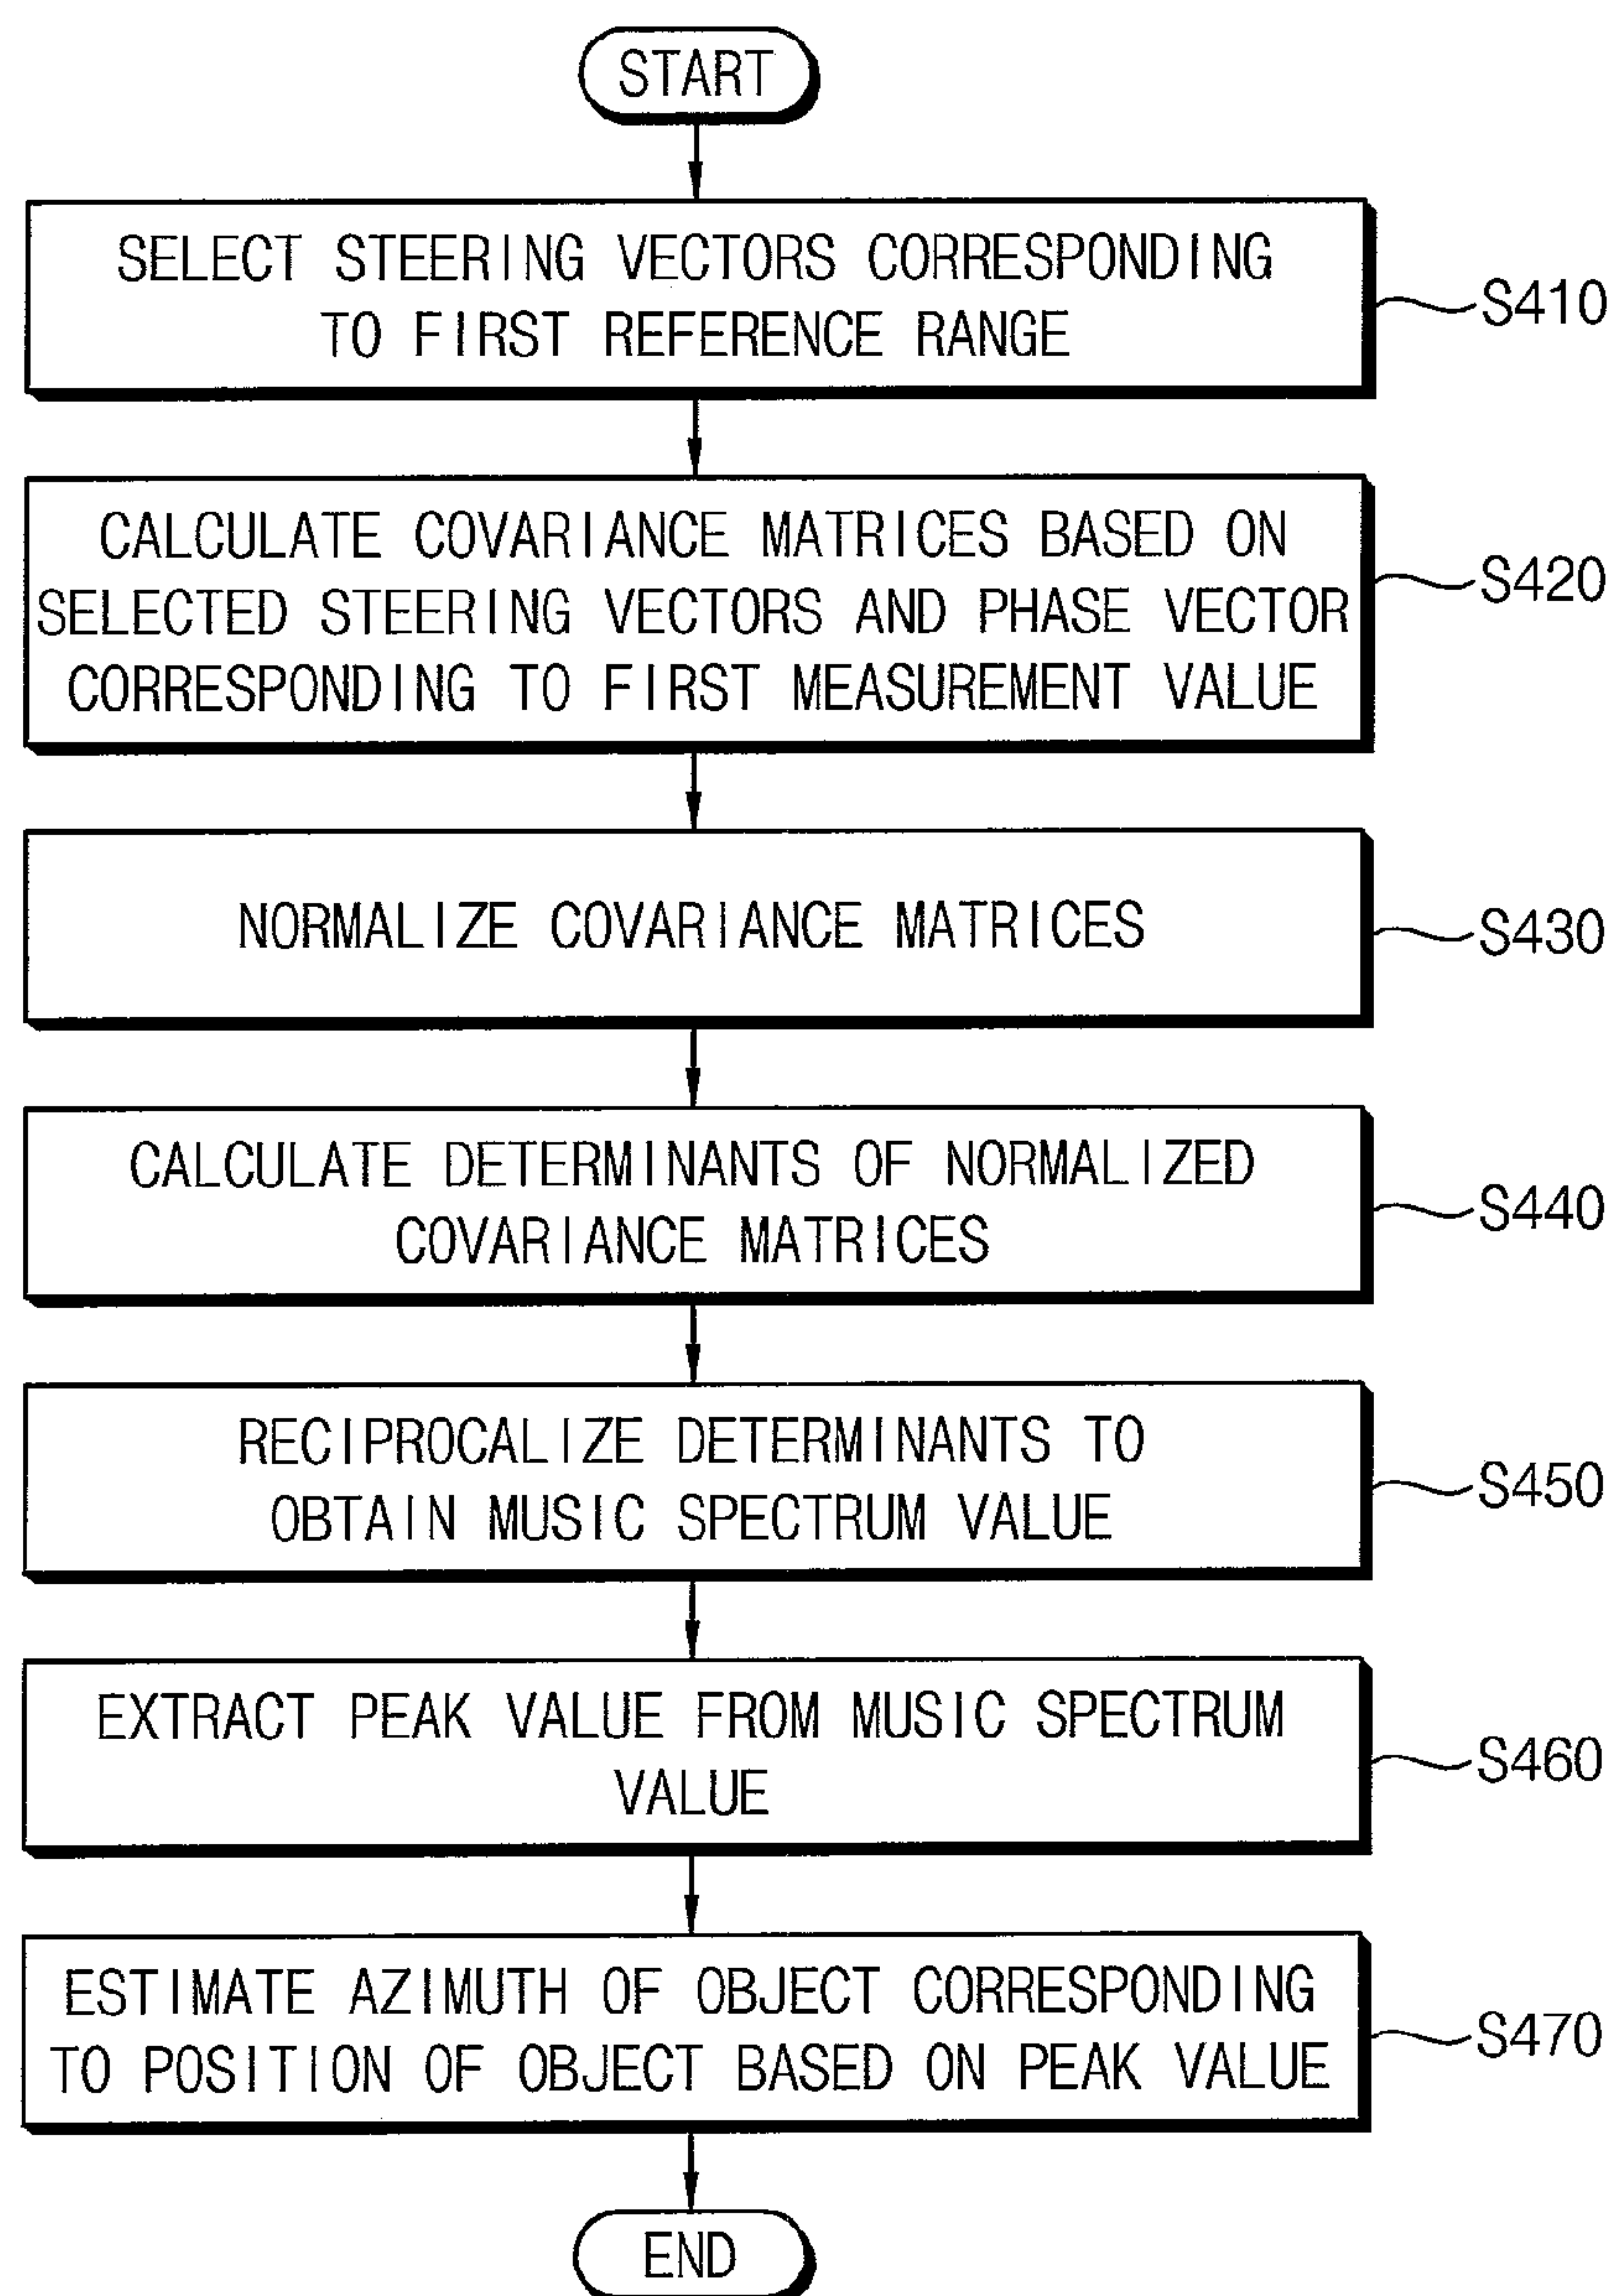 START
SELECT STEERING VECTORS CORRESPONDING
TO FIRST REFERENCE RANGE
S410
CALCULATE COVARIANCE MATRICES BASED ON
SELECTED STEERING VECTORS AND PHASE VECTOR
CORRESPONDING TO FIRST MEASUREMENT VALUE
S420
NORMALIZE COVARIANCE MATRICES
S430
CALCULATE DETERMINANTS OF NORMALIZED
COVARIANCE MATRICES
S440
RECIPROCALIZE DETERMINANTS TO
OBTAIN MUSIC SPECTRUM VALUE
S450
EXTRACT PEAK VALUE FROM MUSIC SPECTRUM
VALUE
S460
ESTIMATE AZIMUTH OF OBJECT CORRESPONDING
TO POSITION OF OBJECT BASED ON PEAK VALUE
S470
END